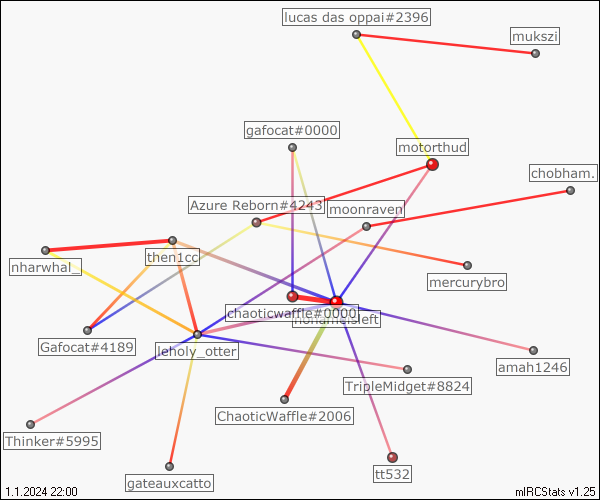 lucas das oppai#2396
mukszi
gafocat#0000
motorthud
chobham.
Azure Reborn#4243
moonraven
nharwhal_
then1cc
mercurybro
chaoticwaffle#0000
Gafocat#4189
leholy_otter
amah1246
TripleMidget#8824
ChaoticWaffle#2006
Thinker#5995
gateauxcatto
tt532
1.1.2024 22:00
mIRCStats v1.25